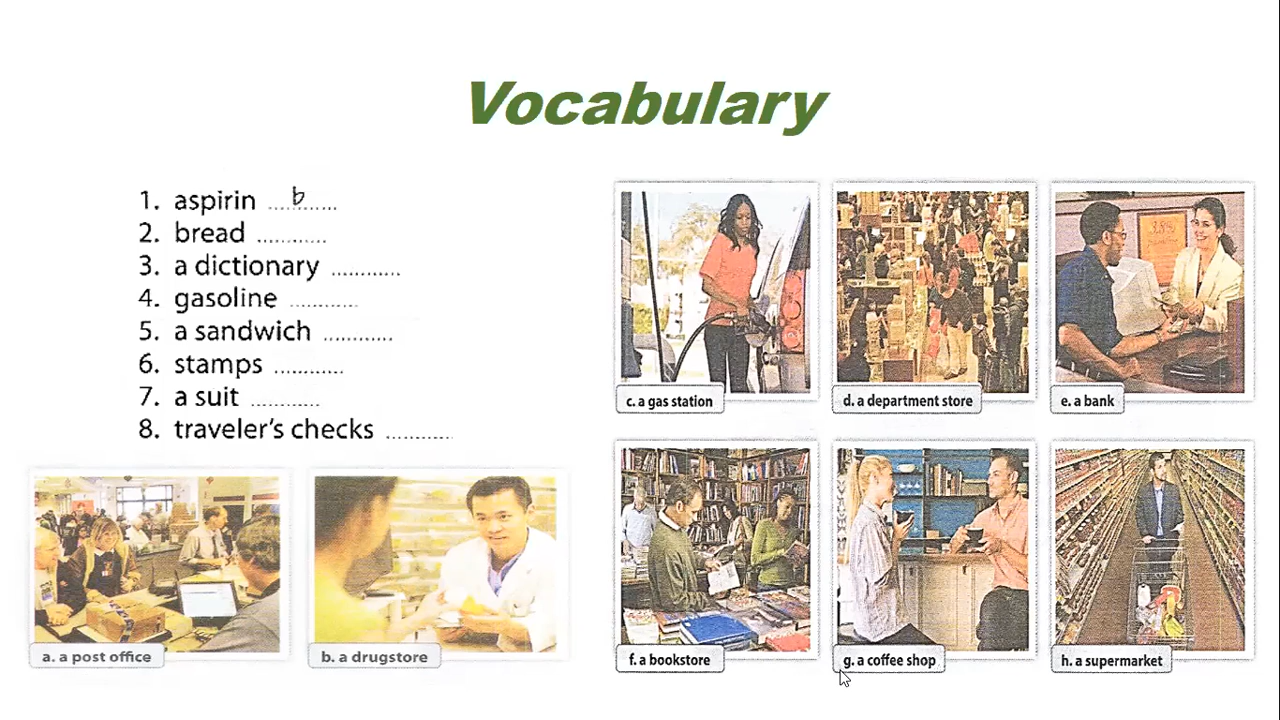 Vocabulary
1. aspirin .....b......
2. bread ............
3. a dictionary ............
4. gasoline ............
5. a sandwich ............
6. stamps ............
7. a suit ............
8. traveler's checks ............
c. a gas station
d. a department store
e. a bank
a. a post office
b. a drugstore
f. a bookstore
g. a coffee shop
h. a supermarket